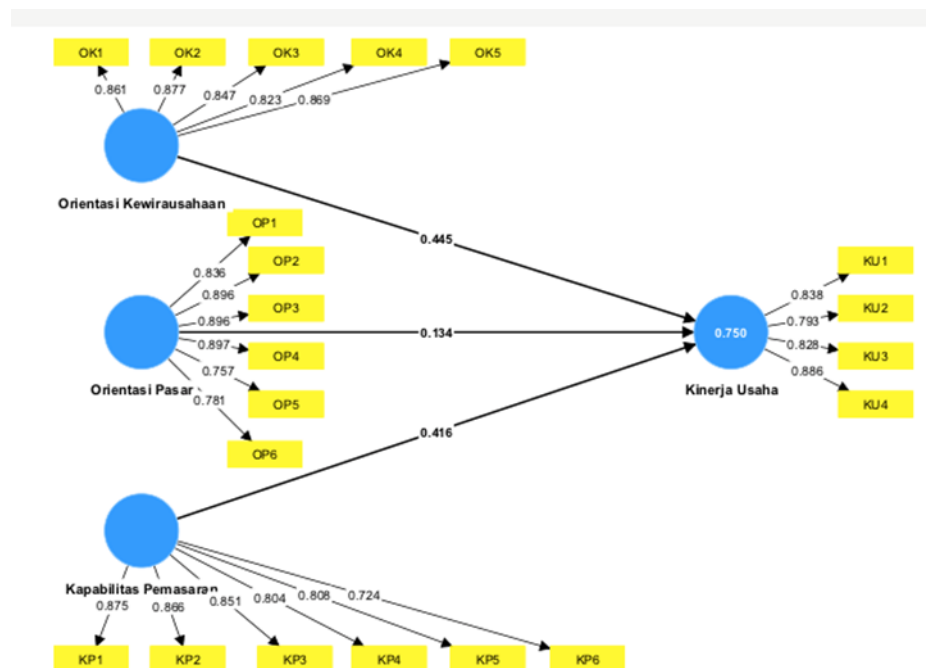 OK1 OK2 OK3 OK4 OK5
0.861 0.877 0.847 0.823 0.869
Orientasi Kewirausahaan
OP1
OP2
OP3
OP4
OP5
OP6
0.836
0.896
0.896
0.897
0.757
0.781
Orientasi Pasar
0.445
0.134
0.416
0.750
Kinerja Usaha
KU1
KU2
KU3
KU4
0.838
0.793
0.828
0.886
Kapabilitas Pemasaran
0.875 0.866 0.851 0.804 0.808 0.724
KP1 KP2 KP3 KP4 KP5 KP6